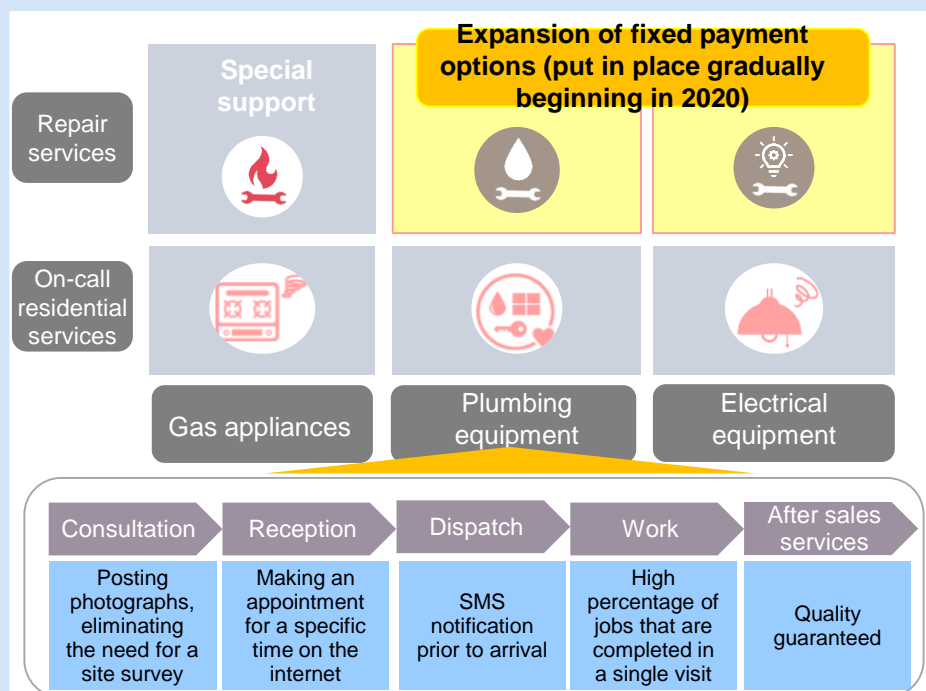 Expansion of fixed payment
options (put in place gradually
beginning in 2020)
Special
support
Repair
services
On-call
residential
services
Gas appliances
Plumbing
equipment
Electrical
equipment
Consultation
Reception
Dispatch
Work
After sales
services
Posting
photographs,
eliminating
the need for a
site survey
Making an
appointment
for a specific
time on the
internet
SMS
notification
prior to arrival
High
percentage of
jobs that are
completed in
a single visit
Quality
guaranteed